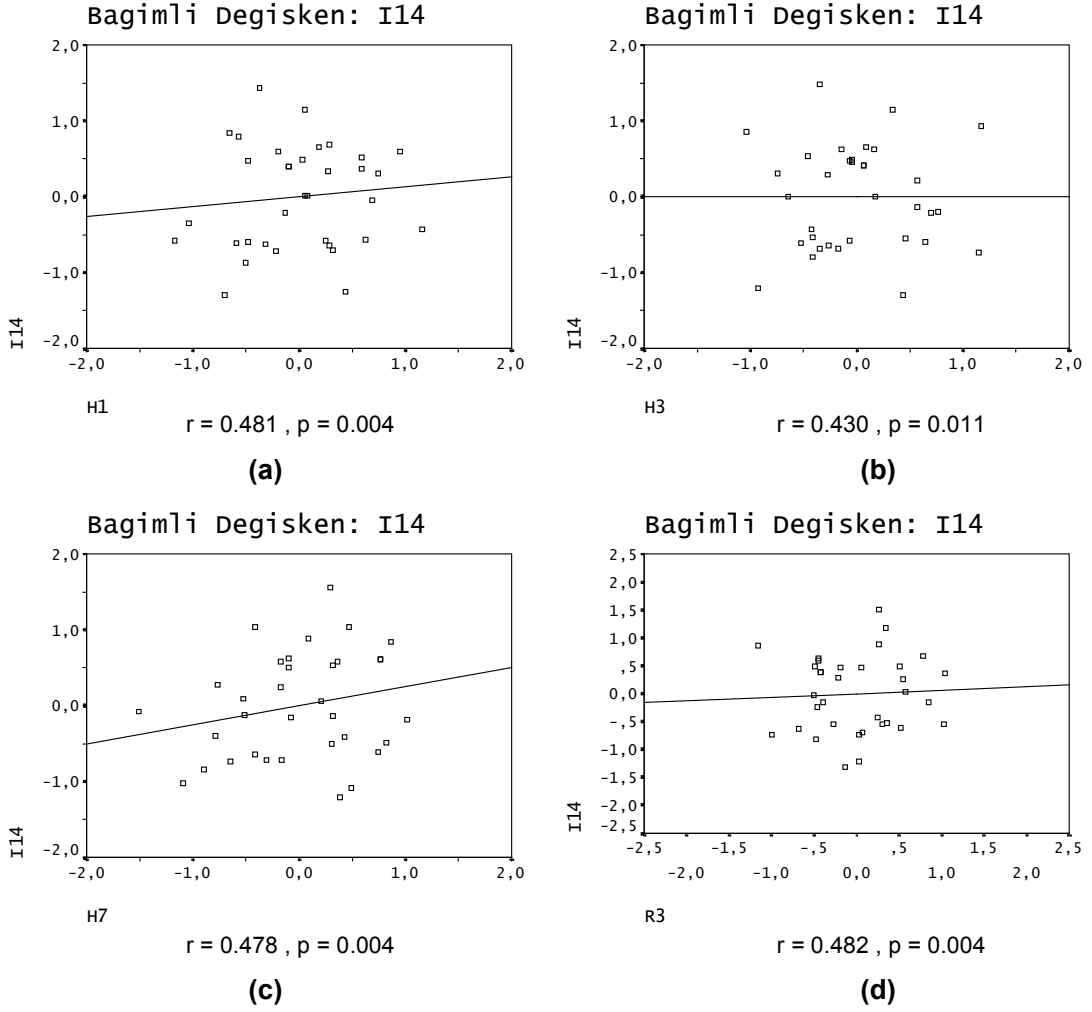 Bagimli Degisken: I14
2,0
1,0
0,0
-1,0
-2,0
I14
-2,0 -1,0 0,0 1,0 2,0
H1
r = 0.481 , p = 0.004
(a)
Bagimli Degisken: I14
2,0
1,0
0,0
-1,0
-2,0
I14
-2,0 -1,0 0,0 1,0 2,0
H3
r = 0.430 , p = 0.011
(b)
Bagimli Degisken: I14
2,0
1,0
0,0
-1,0
-2,0
I14
-2,0 -1,0 0,0 1,0 2,0
H7
r = 0.478 , p = 0.004
(c)
Bagimli Degisken: I14
2,5
2,0
1,5
1,0
,5
0,0
-,5
-1,0
-1,5
-2,0
-2,5
I14
-2,5 -1,5 -,5 ,5 1,5 2,5
-2,0 -1,0 0,0 1,0 2,0
R3
r = 0.482 , p = 0.004
(d)